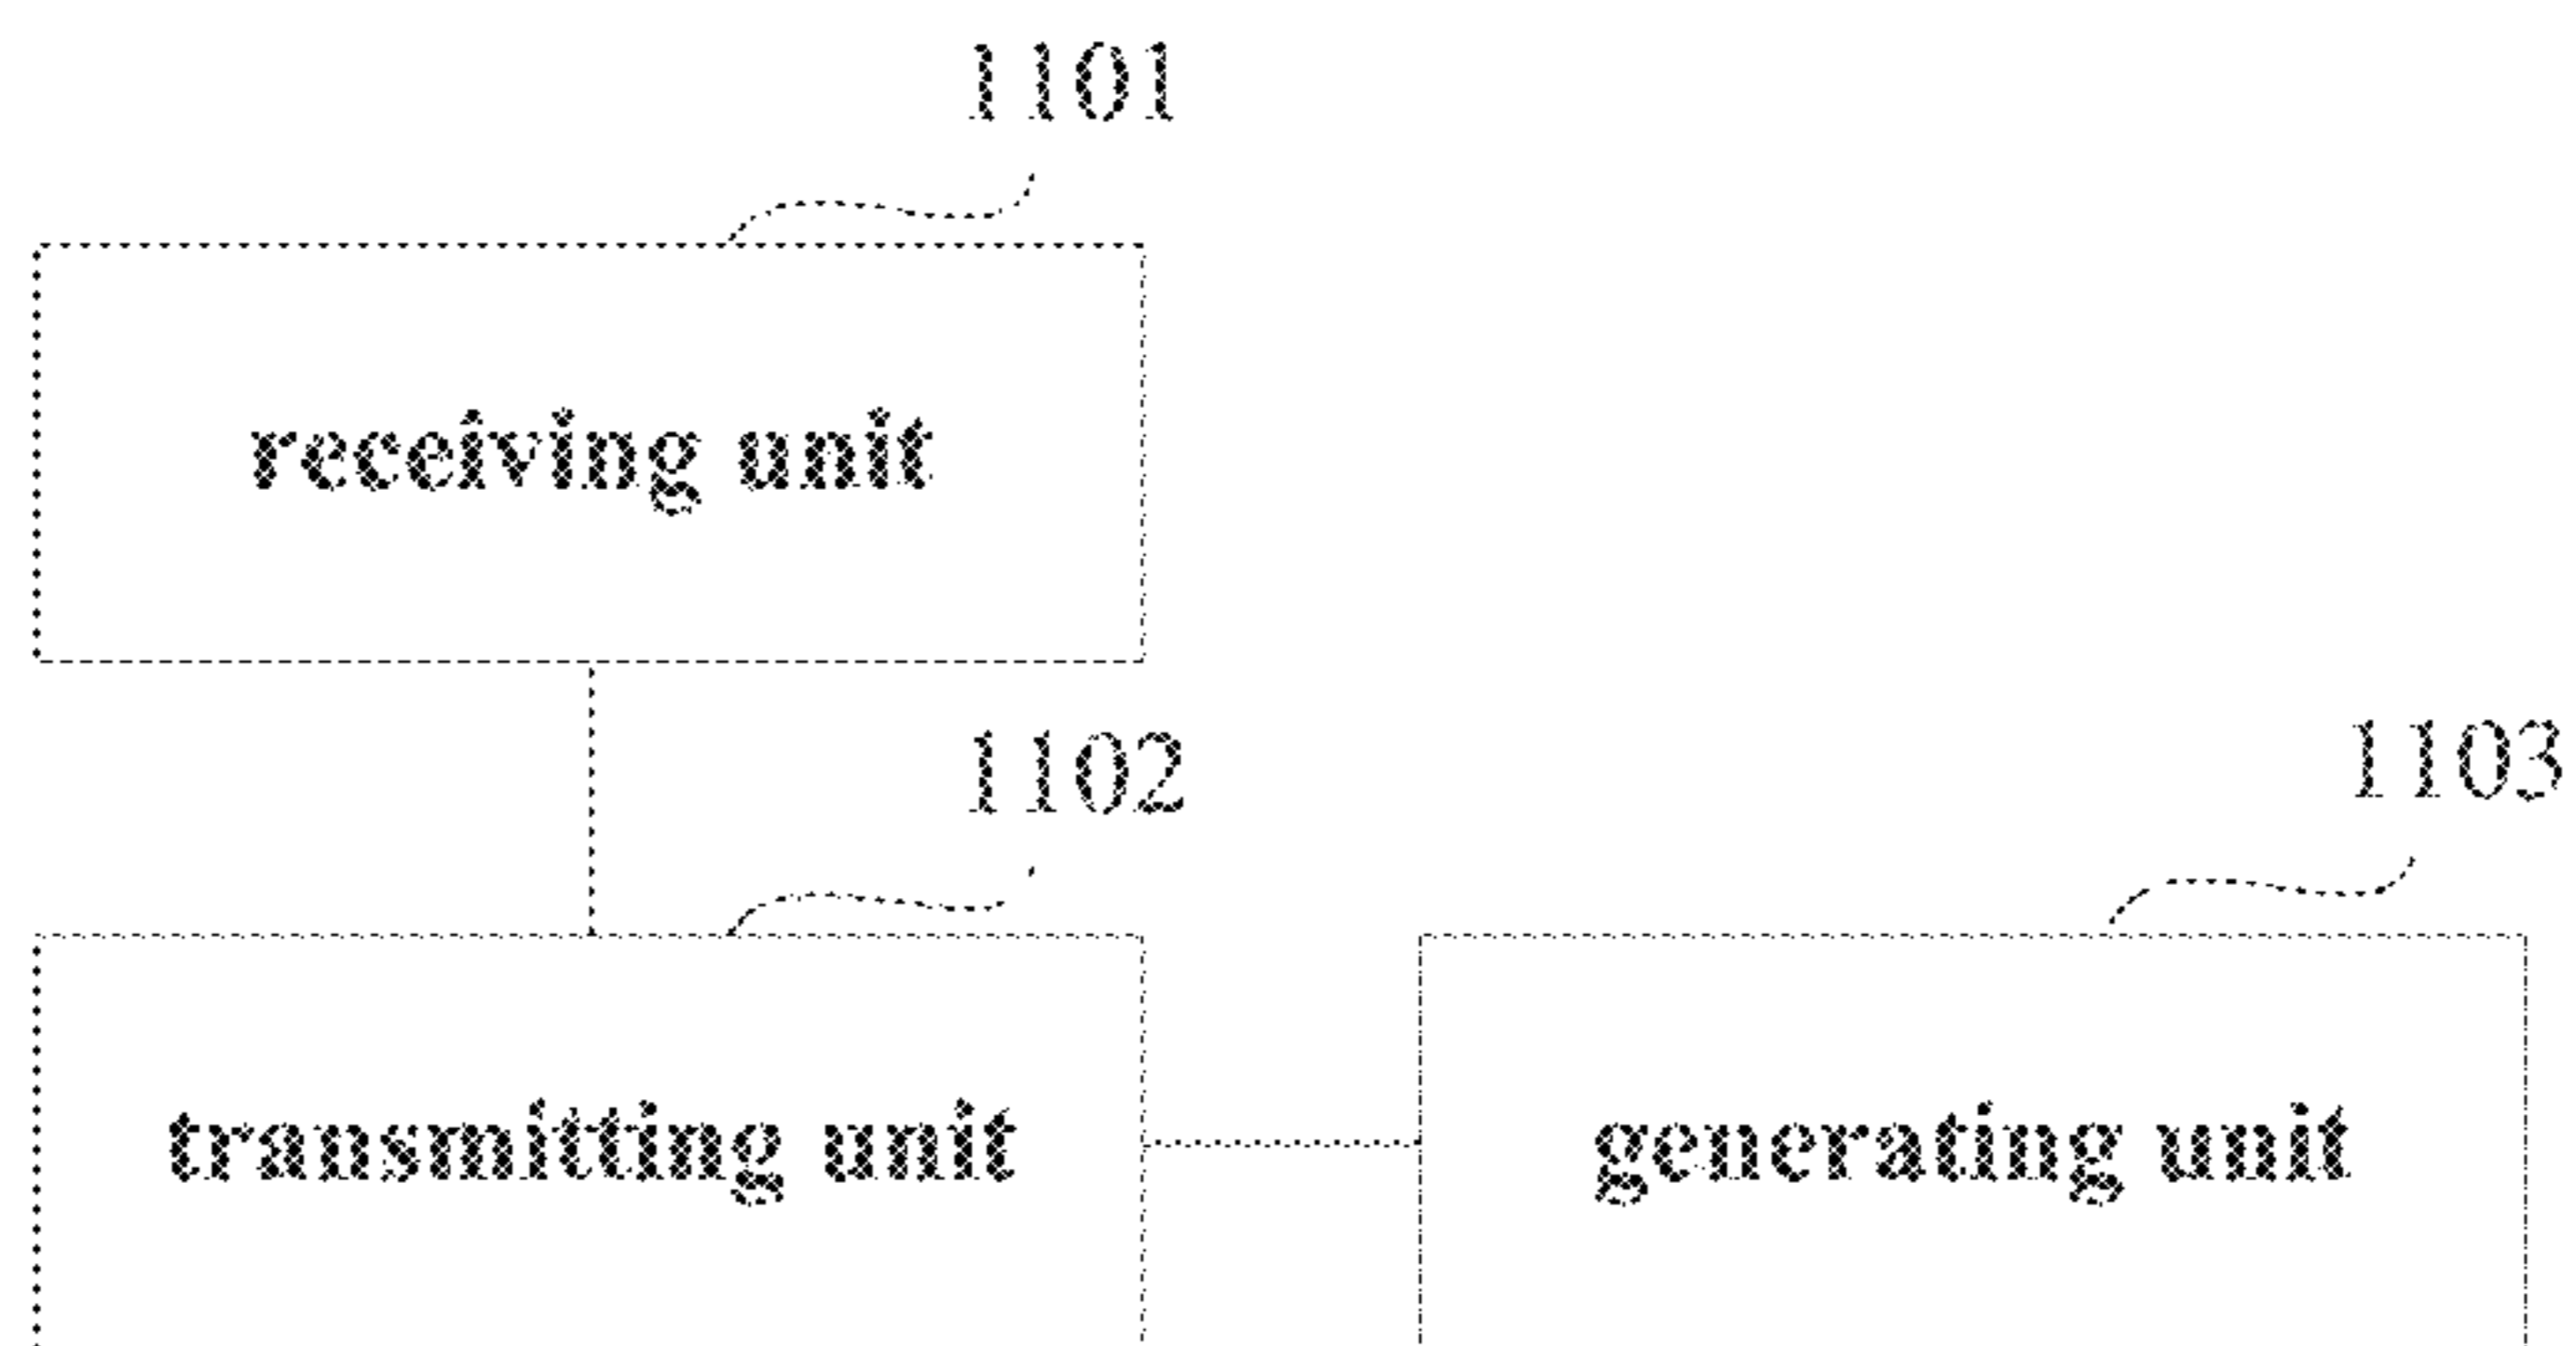 1101
receiving unit
1102
1103
transmitting unit
generating unit